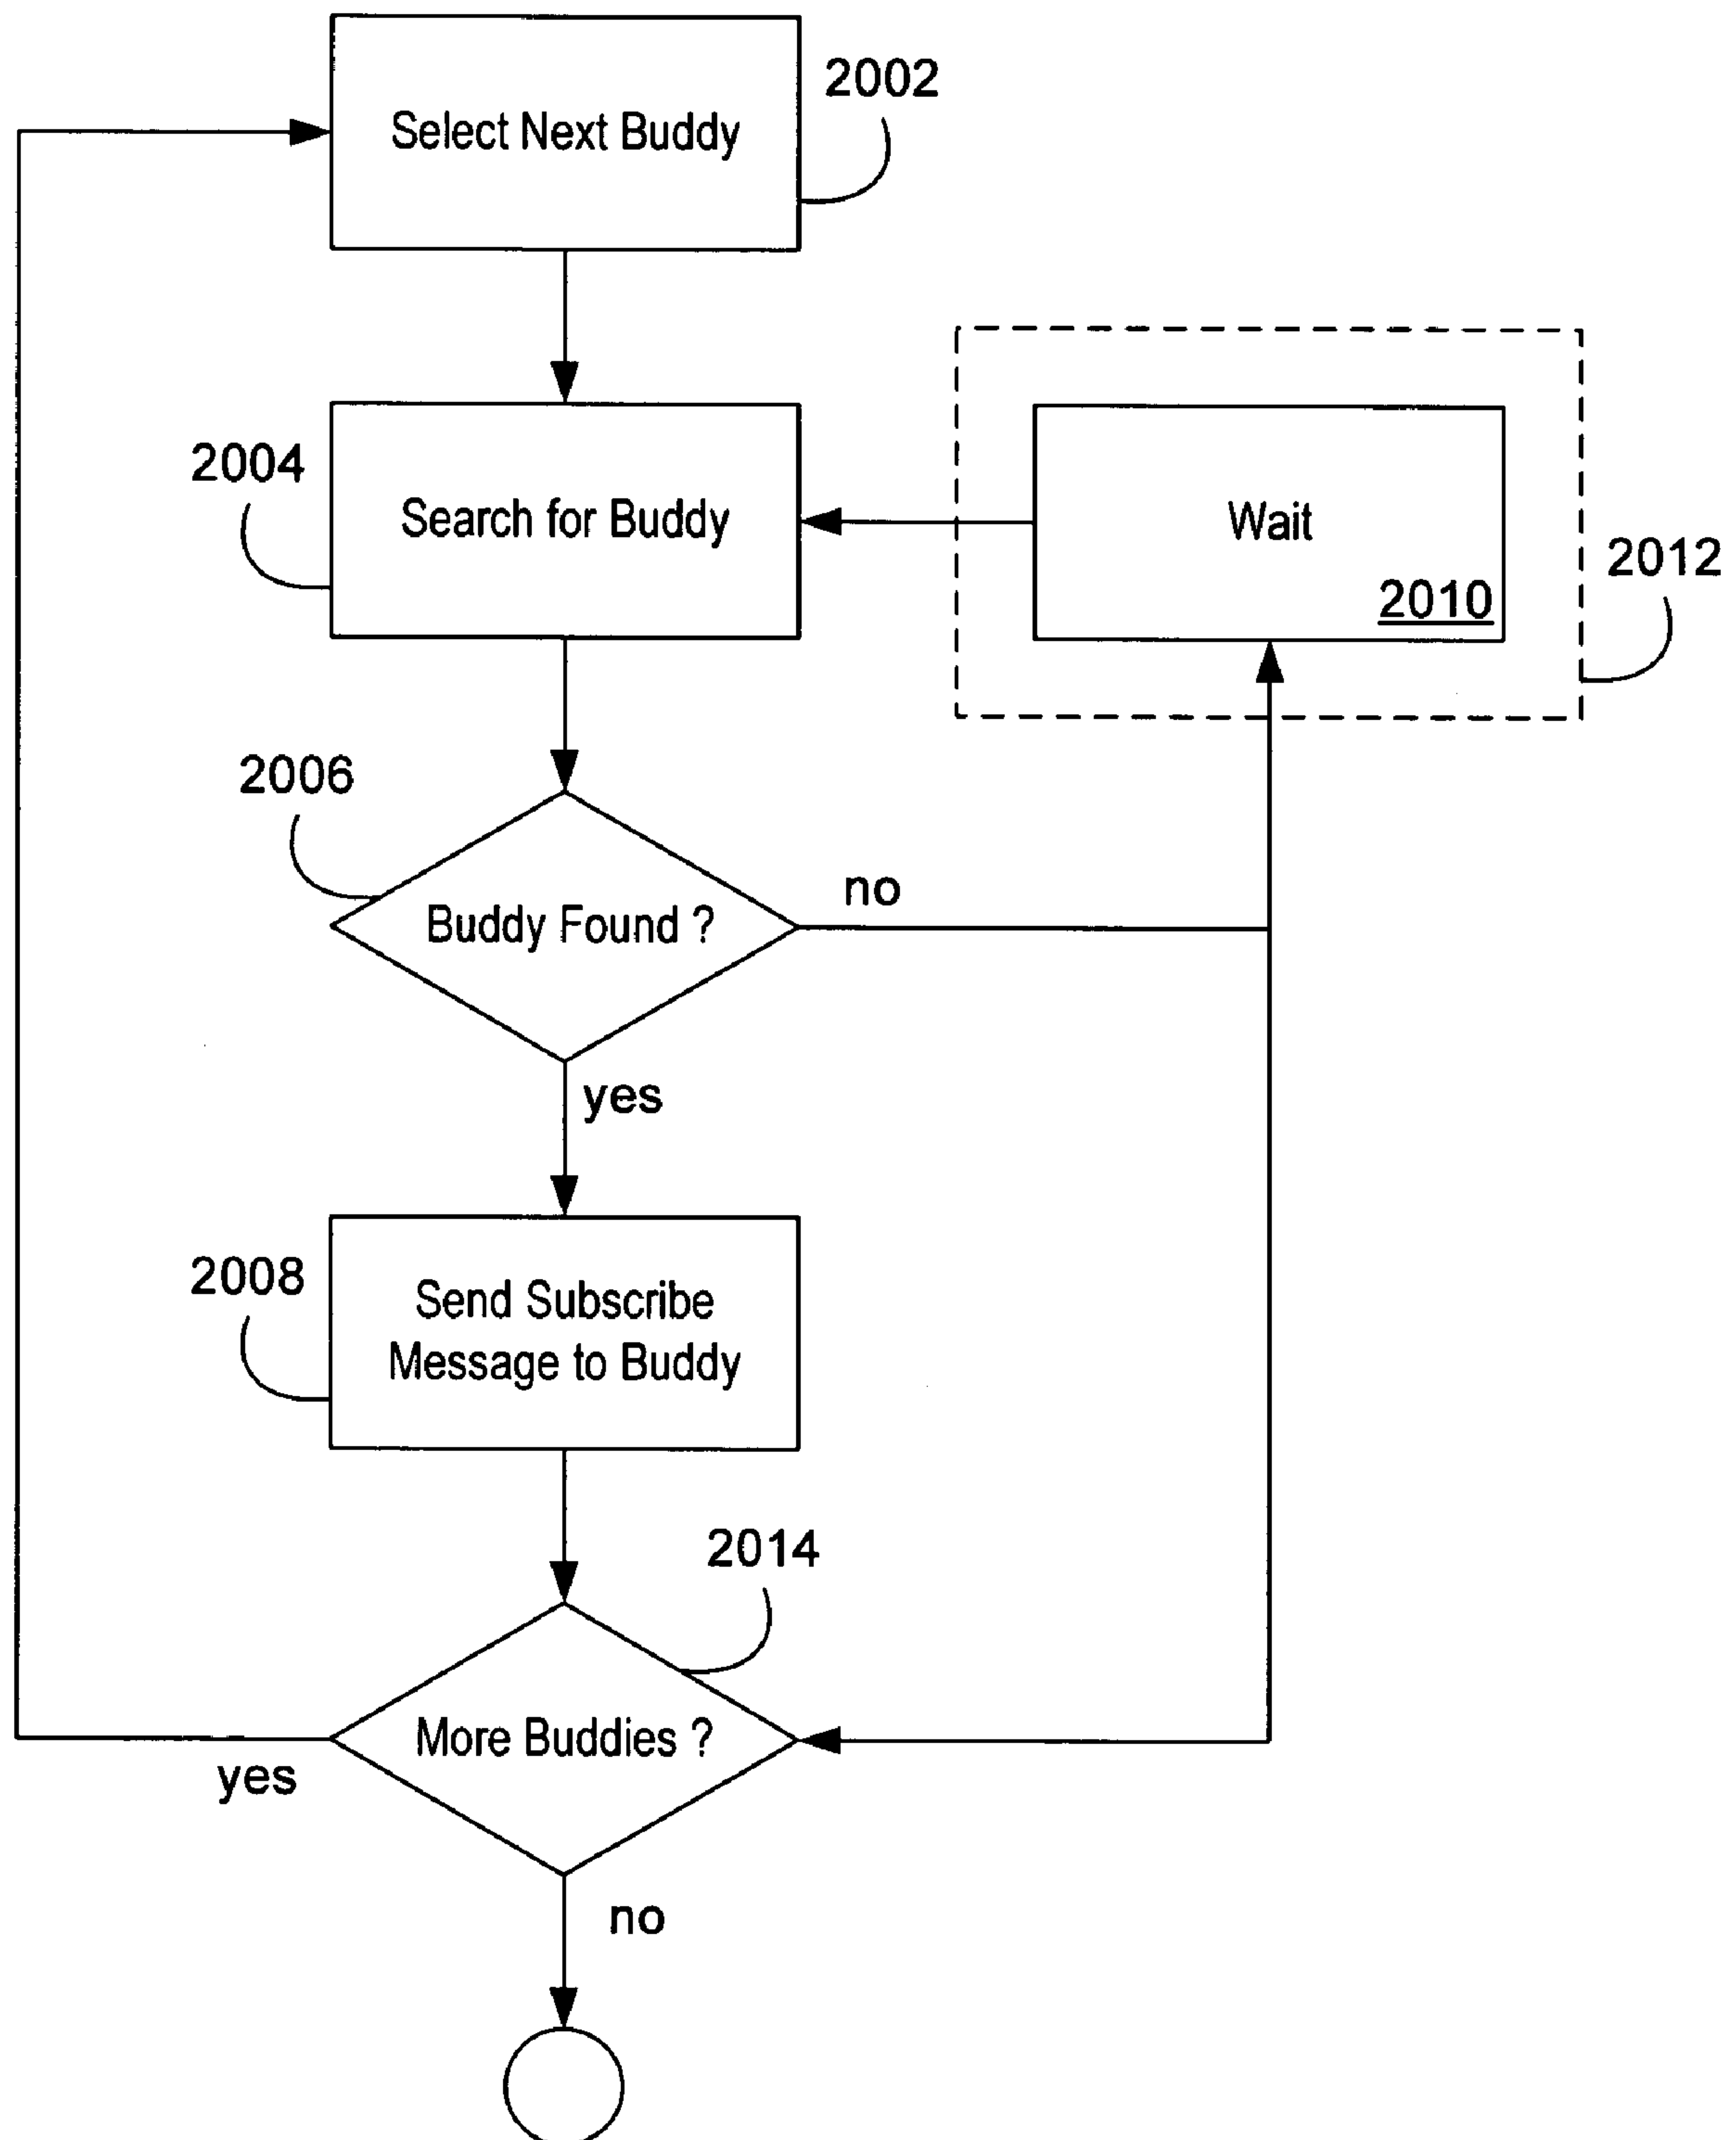 2002
Select Next Buddy
2004
Search for Buddy
Wait
2010
2012
2006
Buddy Found ?
no
yes
2008
Send Subscribe
Message to Buddy
2014
More Buddies ?
yes
no